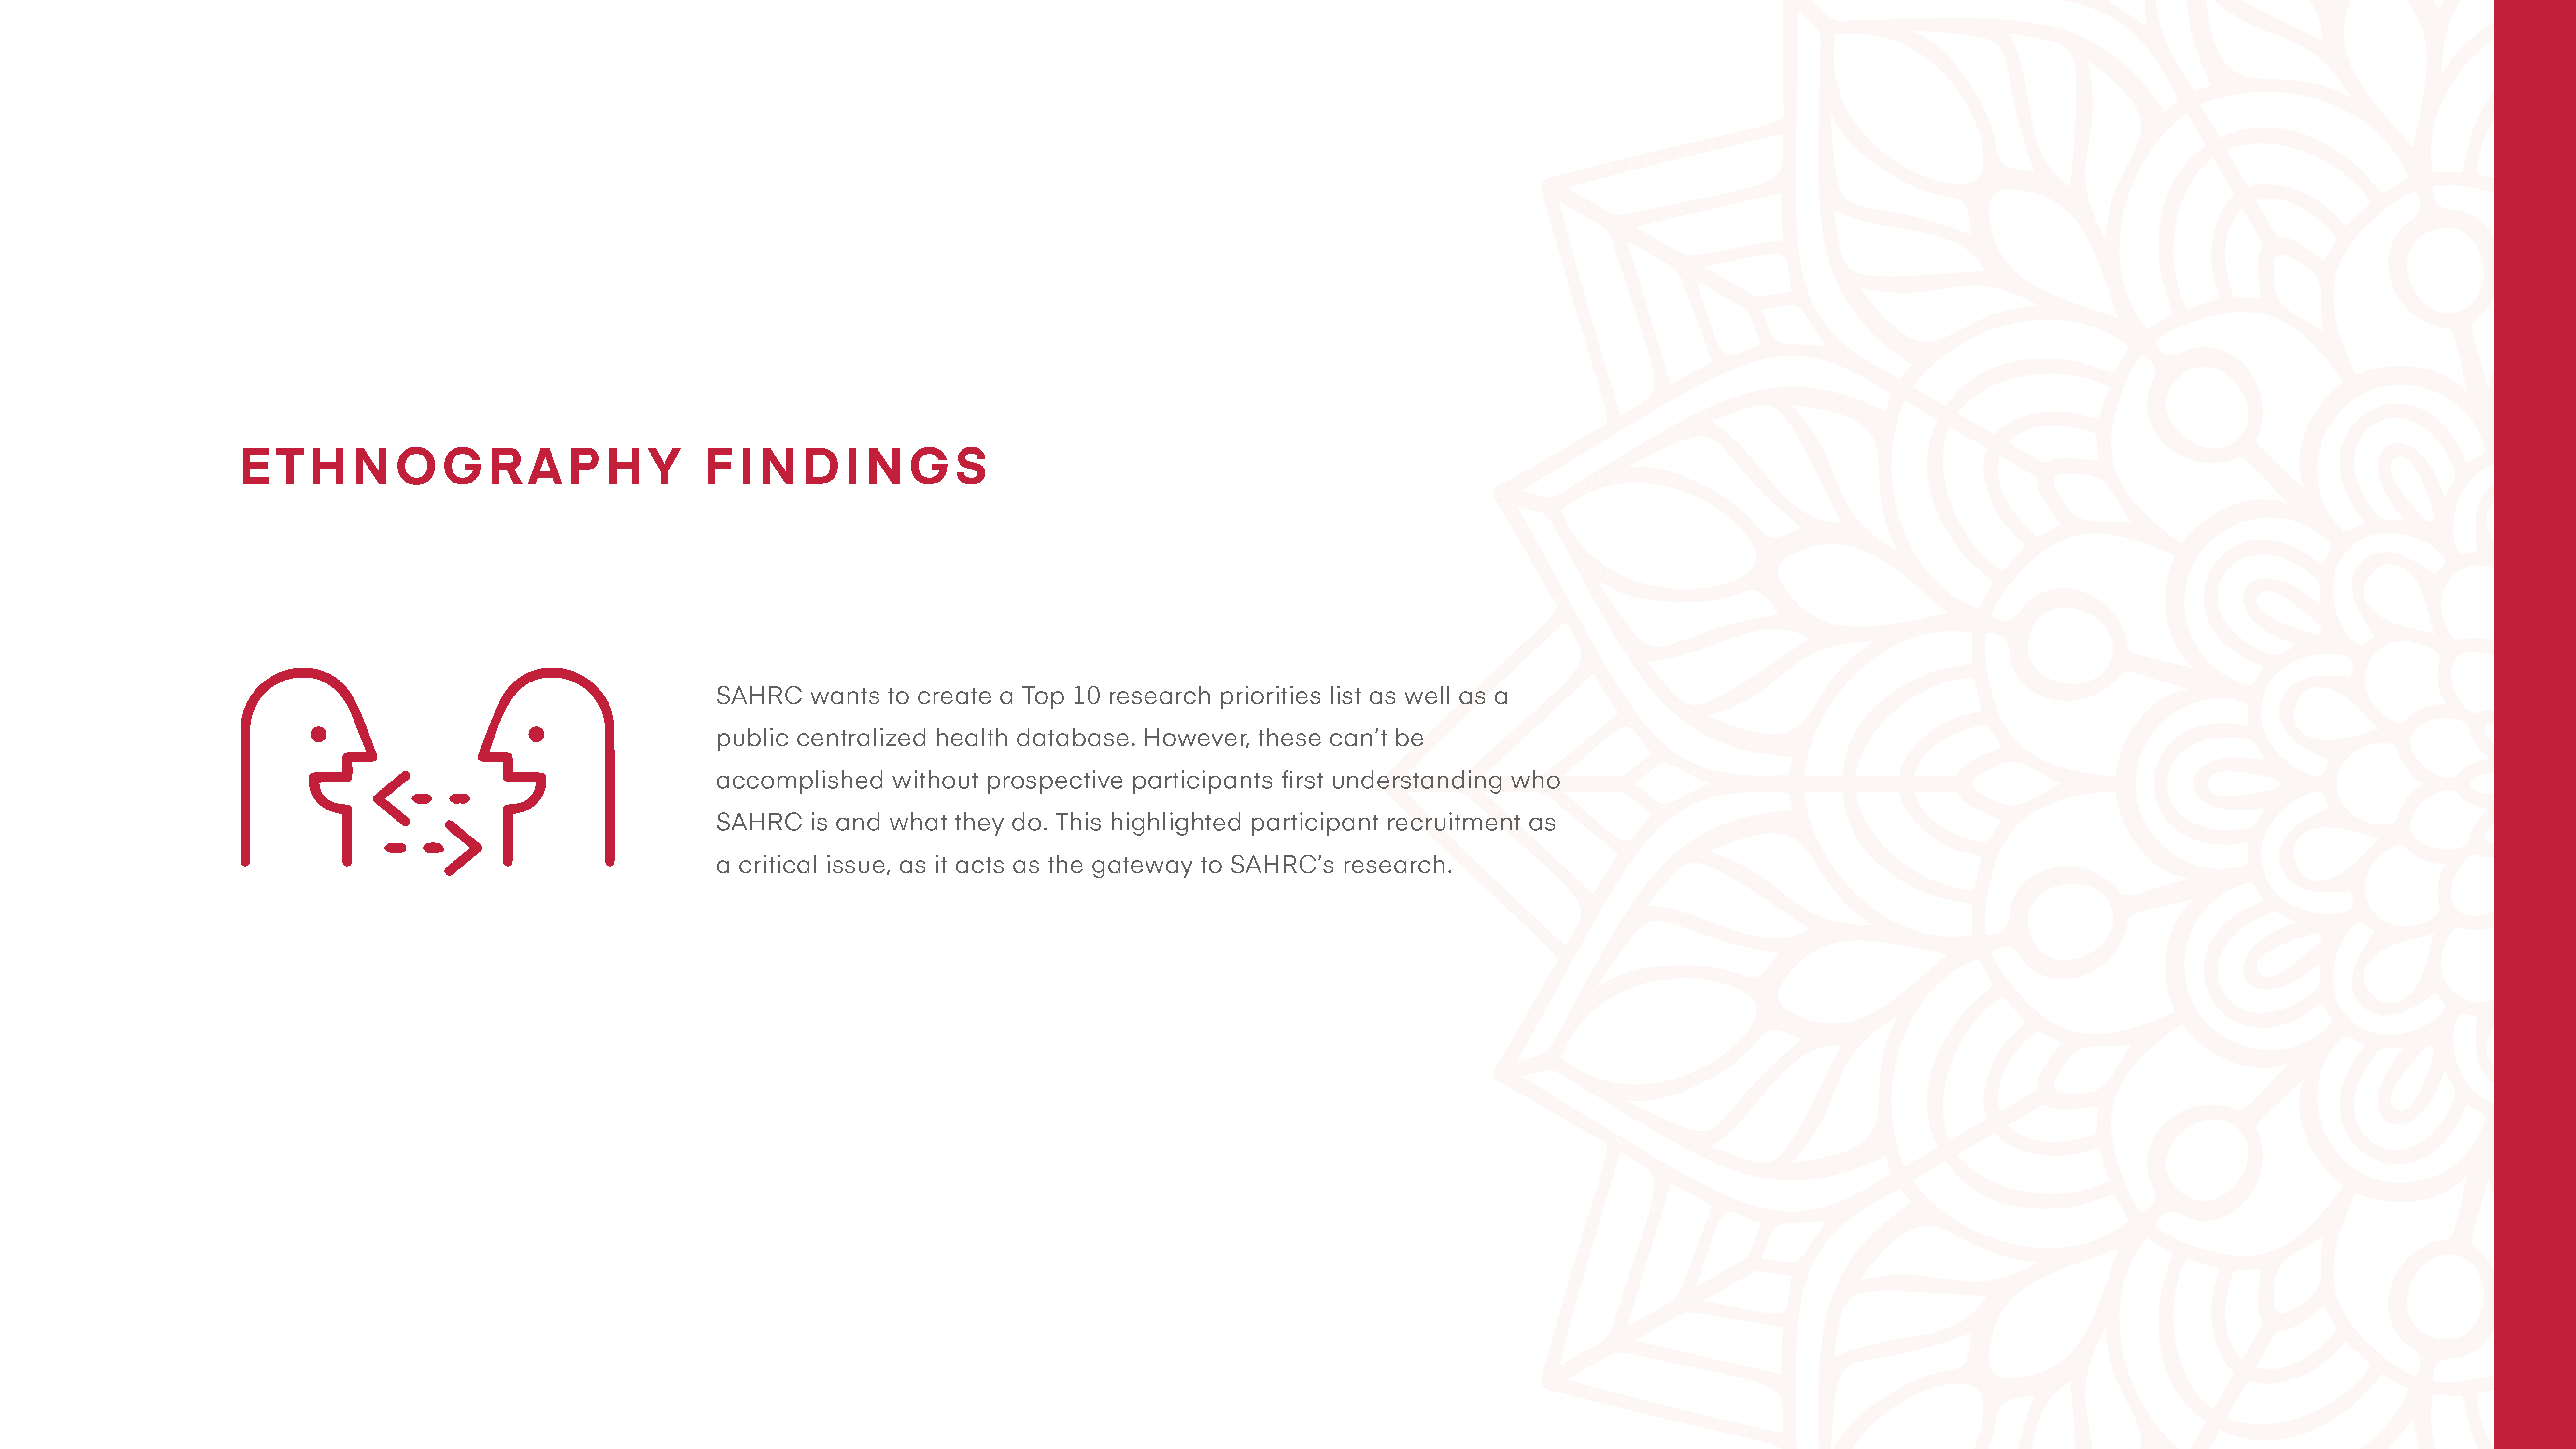 ETHNOGRAPHY FINDINGS
SAHRC wants to create a Top 10 research priorities list as well as a
public centralized health database. However, these can’t be
accomplished without prospective participants first understanding who
SAHRC is and what they do. This highlighted participant recruitment as
a critical issue, as it acts as the gateway to SAHRC’s research.